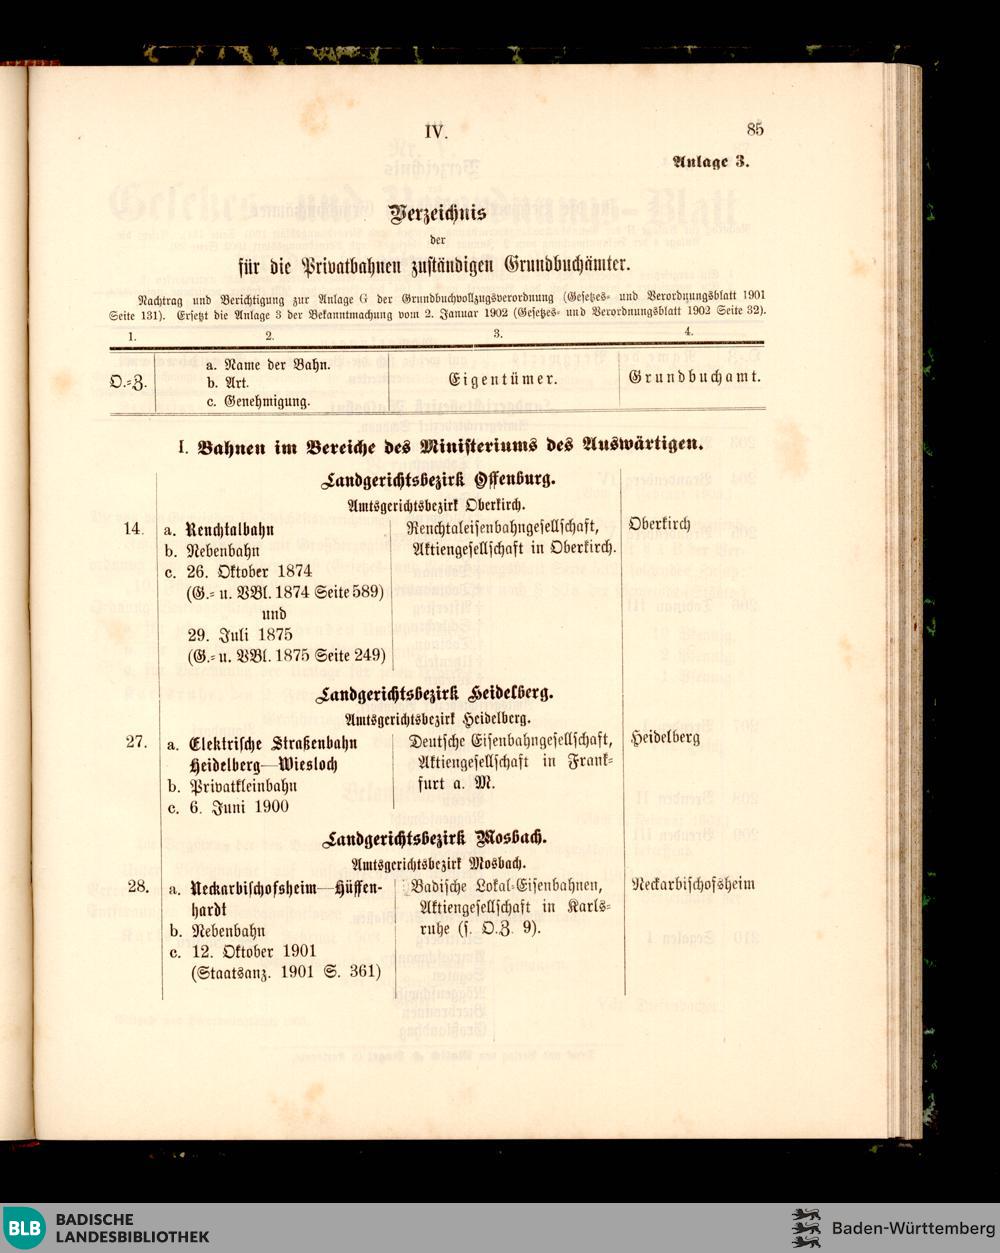 IV.
85
Anlage 3.
Verzeichnis
der
für die Privatbahnen zuständigen Grundbuchämter.
Nachtrag und Berichtigung zur Anlage G der Grundbuchvollzugsverordnung (Gesetzes- und Verordnungsblatt 1901
Seite 131). Ersetzt die Anlage 3 der Bekanntmachung vom 2. Januar 1902 (Gesetzes- und Verordnungsblatt 1902 Seite 32).
1. 2. 3. 4.
O.-Z.
a. Name der Bahn.
b. Art.
c. Genehmigung.
Eigentümer.
Grundbuchamt.
I. Bahnen im Bereiche des Ministeriums des Auswärtigen.
Landgerichtsbezirk Offenburg.
Amtsgerichtsbezirk Oberkirch.
14.
a. Renchtalbahn
b. Nebenbahn
c. 26. Oktober 1874
(G.- u. VBl. 1874 Seite 589)
und
29. Juli 1875
(G.- u. VBl. 1875 Seite 249)
Renchtaleisenbahngesellschaft,
Aktiengesellschaft in Oberkirch.
Oberkirch
Landgerichtsbezirk Heidelberg.
Amtsgerichtsbezirk Heidelberg.
27.
a. Elektrische Straßenbahn
Heidelberg—Wiesloch
b. Privatkleinbahn
c. 6. Juni 1900
Deutsche Eisenbahngesellschaft,
Aktiengesellschaft in Frank-
furt a. M.
Heidelberg
Landgerichtsbezirk Mosbach.
Amtsgerichtsbezirk Mosbach.
28.
a. Neckarbischofsheim—Hüffen-
hardt
b. Nebenbahn
c. 12. Oktober 1901
(Staatsanz. 1901 S. 361)
Badische Lokal-Eisenbahnen,
Aktiengesellschaft in Karls-
ruhe (s. O.Z. 9).
Neckarbischofsheim
BLB
BADISCHE
LANDESBIBLIOTHEK
Baden-Württemberg